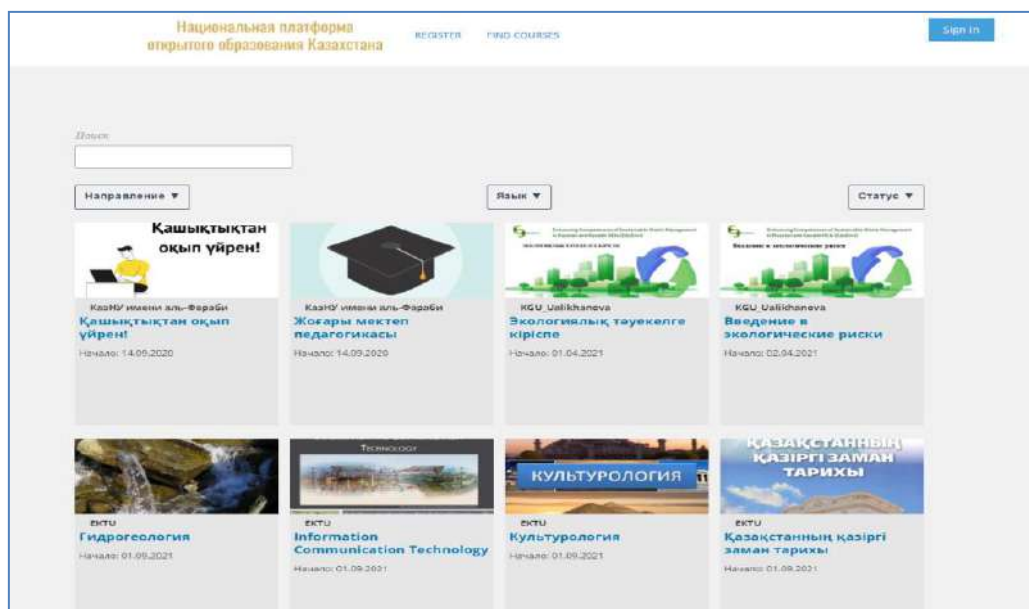 Национальная платформа
открытого образования Казахстана
REGISTER
FIND COURSES
Sign In
Поиск
Направление ▼
Язык ▼
Статус ▼
Қашықтықтан
оқып үйрен!
КазНУ имени аль-Фараби
Қашықтықтан оқып
үйрен!
Начало: 14.09.2020
КазНУ имени аль-Фараби
Жоғары мектеп
педагогикасы
Начало: 14.09.2020
KGU_Ualikhanova
Экологиялық тәуекелге
кіріспе
Начало: 01.04.2021
Введение в экологические риски
KGU_Ualikhanova
Введение в
экологические риски
Начало: 02.04.2021
EKTU
Гидрогеология
Начало: 01.09.2021
TECHNOLOGY
EKTU
Information
Communication Technology
Начало: 01.09.2021
КУЛЬТУРОЛОГИЯ
EKTU
Культурология
Начало: 01.09.2021
ҚАЗАҚСТАННЫҢ
ҚАЗІРГІ ЗАМАН
ТАРИХЫ
EKTU
Қазақстанның қазіргі
заман тарихы
Начало: 01.09.2021